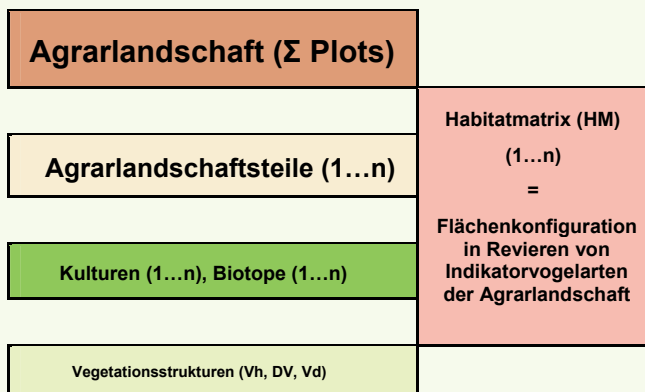 Agrarlandschaft (Σ Plots)
Agrarlandschaftsteile (1…n)
Kulturen (1…n), Biotope (1…n)
Vegetationsstrukturen (Vh, DV, Vd)
Habitatmatrix (HM)
(1…n)
=
Flächenkonfiguration
in Revieren von
Indikatorvogelarten
der Agrarlandschaft